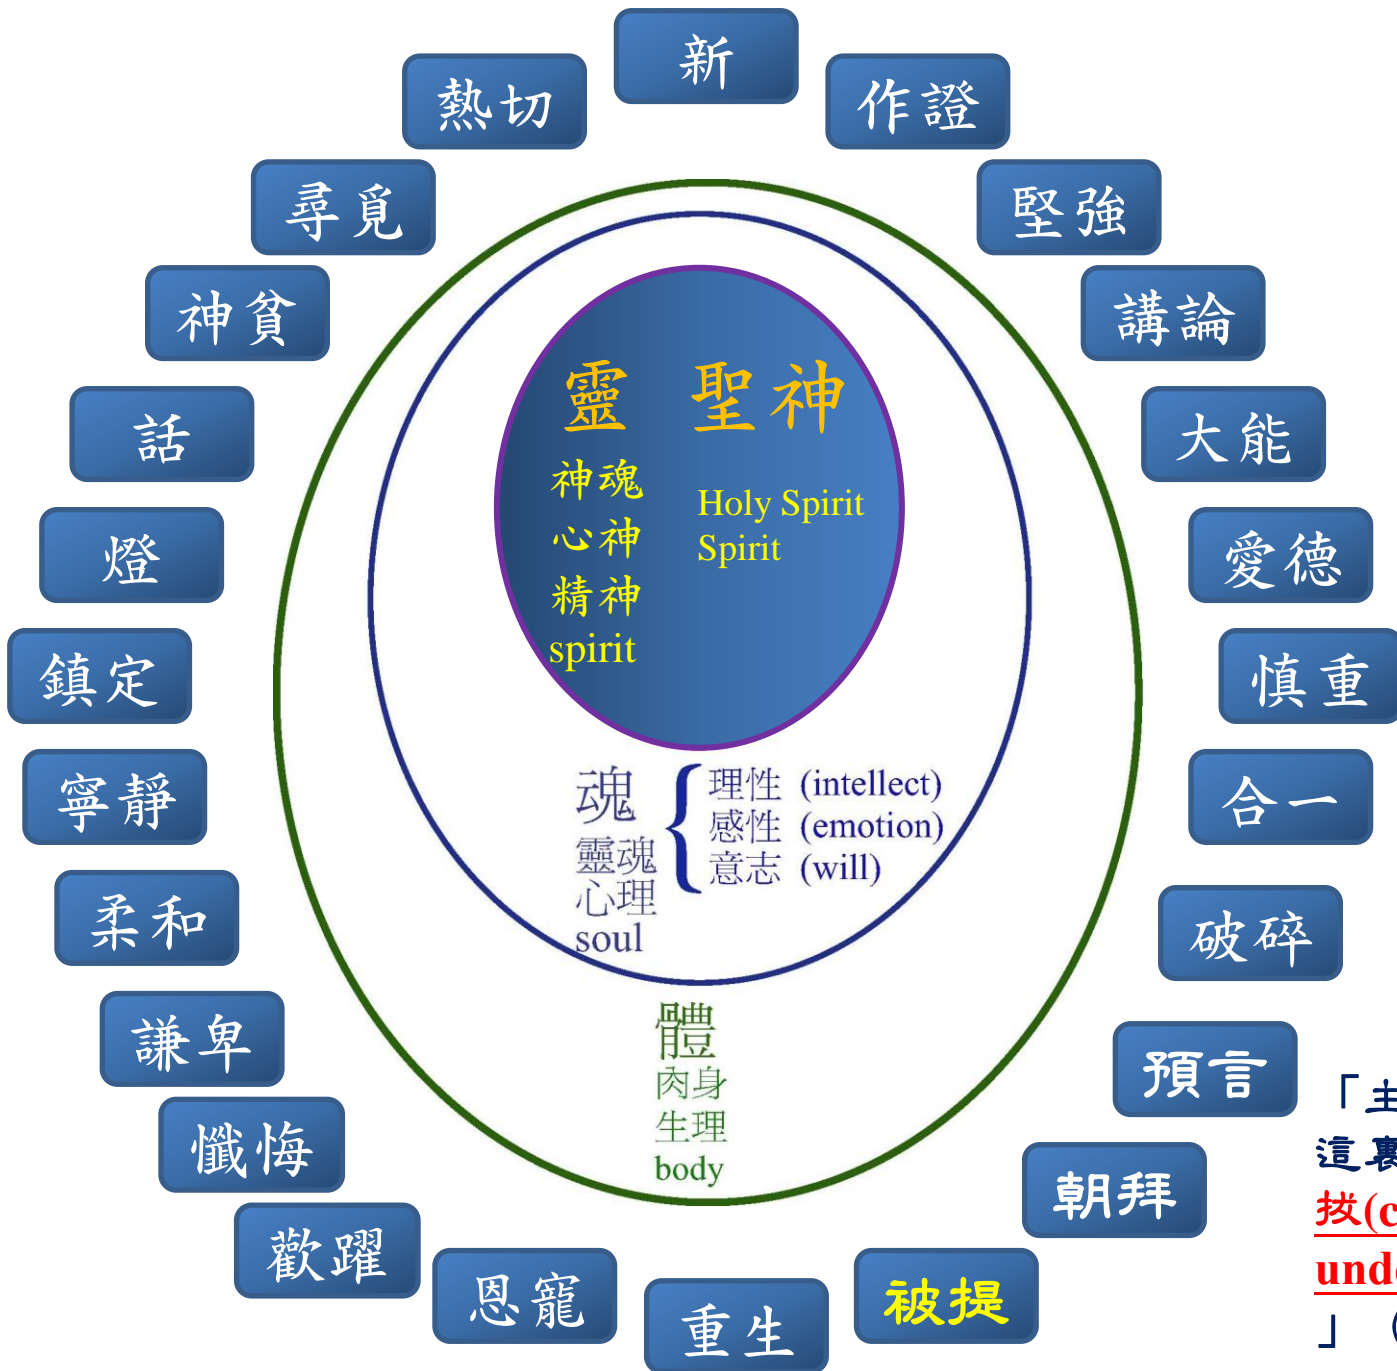 新
熱切
作證
尋覓
堅強
神貧
講論
話
大能
燈
愛德
鎮定
慎重
寧靜
合一
柔和
破碎
謙卑
預言
懺悔
朝拜
歡躍
恩寵
重生
被提
靈 聖神
神魂
心神
精神
spirit
Holy Spirit
Spirit
魂
靈魂
心理
soul
理性 (intellect)
感性 (emotion)
意志 (will)
體
肉身
生理
body
「主
這裏
按(c
unde
」（